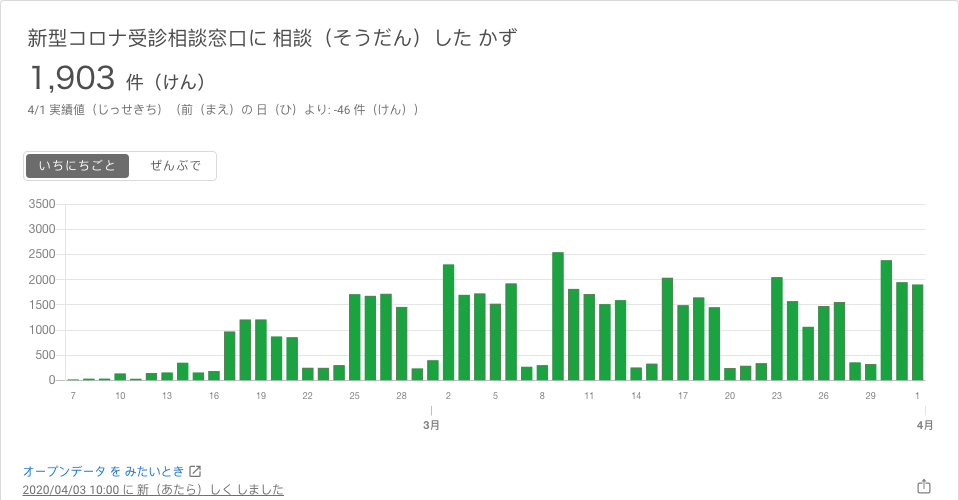 新型コロナ受診相談窓口に 相談（そうだん）した かず
1,903 件（けん）
4/1 実績値（じっせきち）（前（まえ）の 日（ひ）より: -46 件（けん））
いちにちごと ぜんぶで
3500
3000
2500
2000
1500
1000
500
0
7 10 13 16 19 22 25 28 2 5 8 11 14 17 20 23 26 29 1
3月 4月
オープンデータ を みたいとき
2020/04/03 10:00 に 新（あたら）しく しました